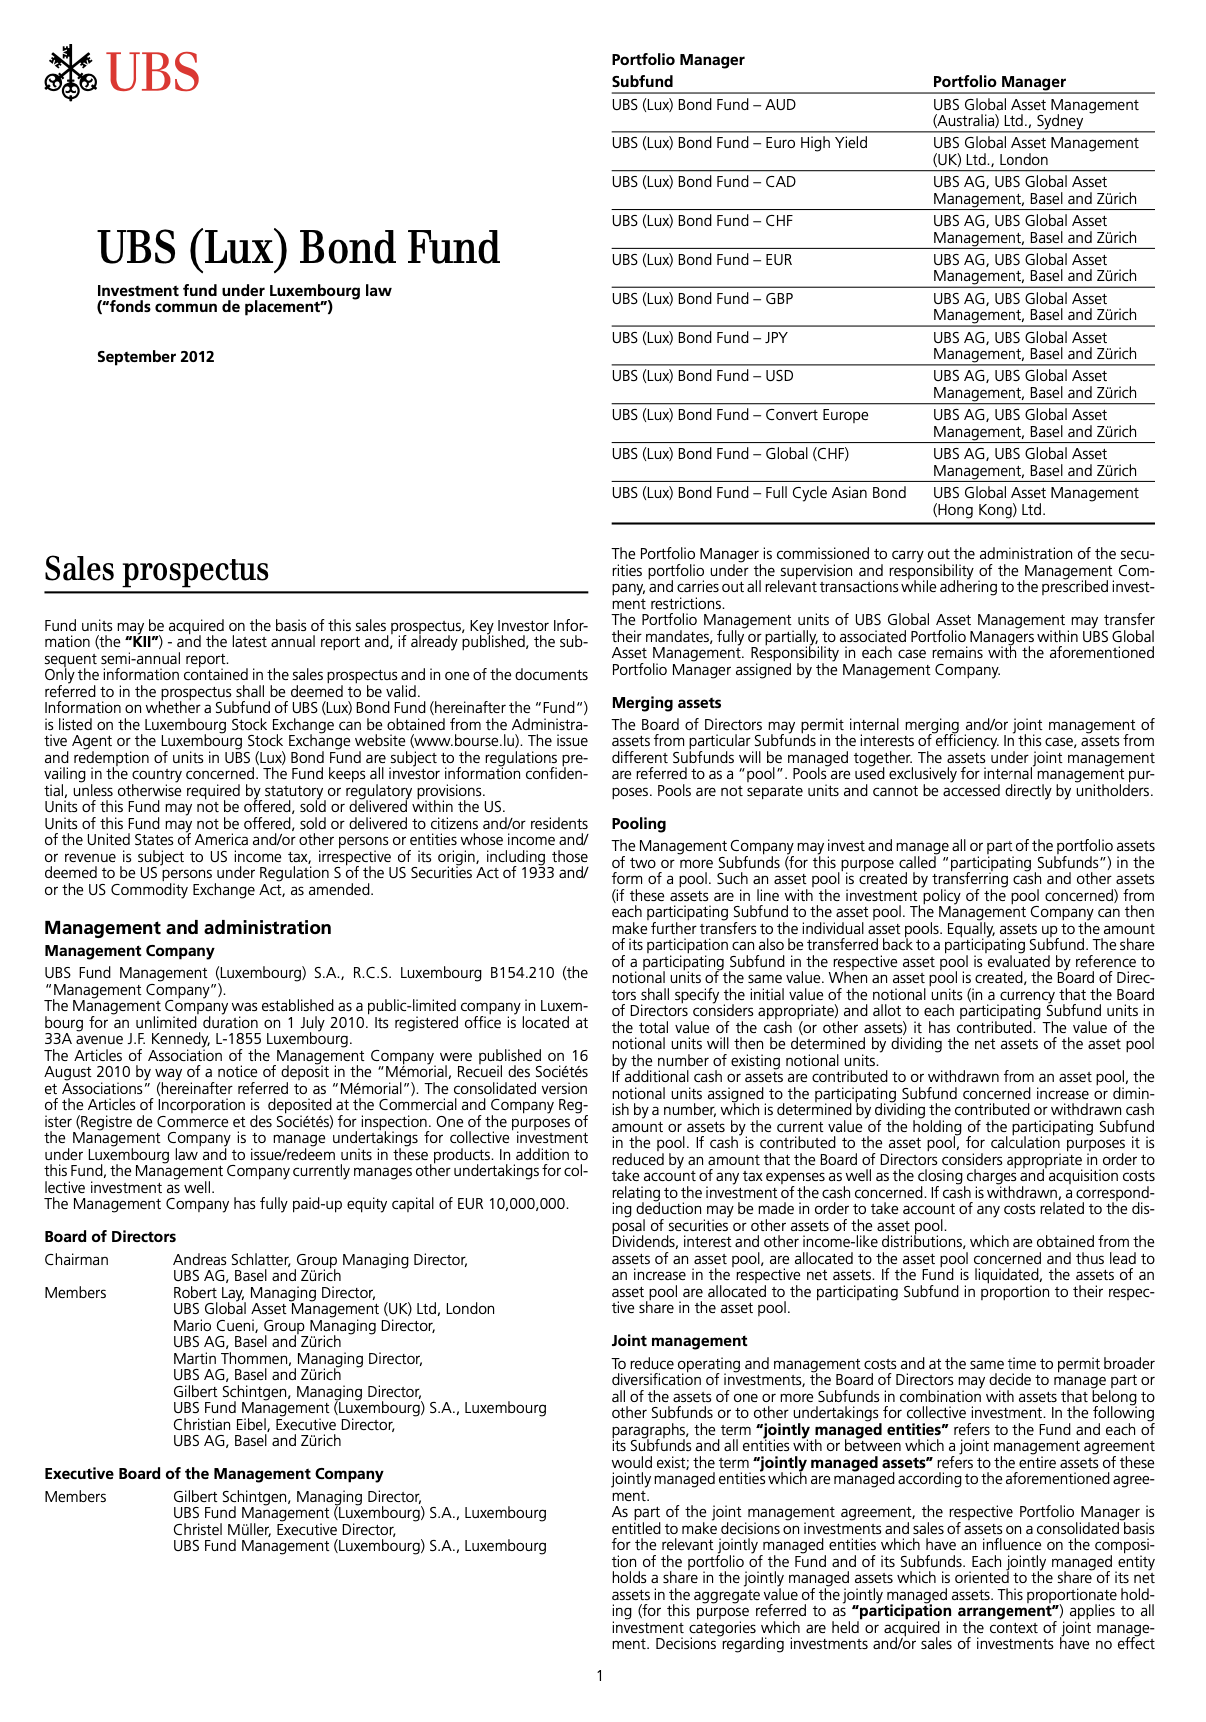 UBS
UBS (Lux) Bond Fund
Investment fund under Luxembourg law
(“fonds commun de placement”)
September 2012
Sales prospectus
Fund units may be acquired on the basis of this sales prospectus, Key Investor Infor-
mation (the “KII”) - and the latest annual report and, if already published, the sub-
sequent semi-annual report.
Only the information contained in the sales prospectus and in one of the documents
referred to in the prospectus shall be deemed to be valid.
Information on whether a Subfund of UBS (Lux) Bond Fund (hereinafter the “Fund”)
is listed on the Luxembourg Stock Exchange can be obtained from the Administra-
tive Agent or the Luxembourg Stock Exchange website (www.bourse.lu). The issue
and redemption of units in UBS (Lux) Bond Fund are subject to the regulations pre-
vailing in the country concerned. The Fund keeps all investor information confiden-
tial, unless otherwise required by statutory or regulatory provisions.
Units of this Fund may not be offered, sold or delivered within the US.
Units of this Fund may not be offered, sold or delivered to citizens and/or residents
of the United States of America and/or other persons or entities whose income and/
or revenue is subject to US income tax, irrespective of its origin, including those
deemed to be US persons under Regulation S of the US Securities Act of 1933 and/
or the US Commodity Exchange Act, as amended.
Management and administration
Management Company
UBS Fund Management (Luxembourg) S.A., R.C.S. Luxembourg B154.210 (the
“Management Company”).
The Management Company was established as a public-limited company in Luxem-
bourg for an unlimited duration on 1 July 2010. Its registered office is located at
33A avenue J.F. Kennedy, L-1855 Luxembourg.
The Articles of Association of the Management Company were published on 16
August 2010 by way of a notice of deposit in the “Mémorial, Recueil des Sociétés
et Associations” (hereinafter referred to as “Mémorial”). The consolidated version
of the Articles of Incorporation is deposited at the Commercial and Company Reg-
ister (Registre de Commerce et des Sociétés) for inspection. One of the purposes of
the Management Company is to manage undertakings for collective investment
under Luxembourg law and to issue/redeem units in these products. In addition to
this Fund, the Management Company currently manages other undertakings for col-
lective investment as well.
The Management Company has fully paid-up equity capital of EUR 10,000,000.
Board of Directors
Chairman Andreas Schlatter, Group Managing Director,
UBS AG, Basel and Zürich
Members Robert Lay, Managing Director,
UBS Global Asset Management (UK) Ltd, London
Mario Cueni, Group Managing Director,
UBS AG, Basel and Zürich
Martin Thommen, Managing Director,
UBS AG, Basel and Zürich
Gilbert Schintgen, Managing Director,
UBS Fund Management (Luxembourg) S.A., Luxembourg
Christian Eibel, Executive Director,
UBS AG, Basel and Zürich
Executive Board of the Management Company
Members Gilbert Schintgen, Managing Director,
UBS Fund Management (Luxembourg) S.A., Luxembourg
Christel Müller, Executive Director,
UBS Fund Management (Luxembourg) S.A., Luxembourg
Portfolio Manager
Subfund Portfolio Manager
UBS (Lux) Bond Fund – AUD UBS Global Asset Management
(Australia) Ltd., Sydney
UBS (Lux) Bond Fund – Euro High Yield UBS Global Asset Management
(UK) Ltd., London
UBS (Lux) Bond Fund – CAD UBS AG, UBS Global Asset
Management, Basel and Zürich
UBS (Lux) Bond Fund – CHF UBS AG, UBS Global Asset
Management, Basel and Zürich
UBS (Lux) Bond Fund – EUR UBS AG, UBS Global Asset
Management, Basel and Zürich
UBS (Lux) Bond Fund – GBP UBS AG, UBS Global Asset
Management, Basel and Zürich
UBS (Lux) Bond Fund – JPY UBS AG, UBS Global Asset
Management, Basel and Zürich
UBS (Lux) Bond Fund – USD UBS AG, UBS Global Asset
Management, Basel and Zürich
UBS (Lux) Bond Fund – Convert Europe UBS AG, UBS Global Asset
Management, Basel and Zürich
UBS (Lux) Bond Fund – Global (CHF) UBS AG, UBS Global Asset
Management, Basel and Zürich
UBS (Lux) Bond Fund – Full Cycle Asian Bond UBS Global Asset Management
(Hong Kong) Ltd.
The Portfolio Manager is commissioned to carry out the administration of the secu-
rities portfolio under the supervision and responsibility of the Management Com-
pany, and carries out all relevant transactions while adhering to the prescribed invest-
ment restrictions.
The Portfolio Management units of UBS Global Asset Management may transfer
their mandates, fully or partially, to associated Portfolio Managers within UBS Global
Asset Management. Responsibility in each case remains with the aforementioned
Portfolio Manager assigned by the Management Company.
Merging assets
The Board of Directors may permit internal merging and/or joint management of
assets from particular Subfunds in the interests of efficiency. In this case, assets from
different Subfunds will be managed together. The assets under joint management
are referred to as a “pool”. Pools are used exclusively for internal management pur-
poses. Pools are not separate units and cannot be accessed directly by unitholders.
Pooling
The Management Company may invest and manage all or part of the portfolio assets
of two or more Subfunds (for this purpose called “participating Subfunds”) in the
form of a pool. Such an asset pool is created by transferring cash and other assets
(if these assets are in line with the investment policy of the pool concerned) from
each participating Subfund to the asset pool. The Management Company can then
make further transfers to the individual asset pools. Equally, assets up to the amount
of its participation can also be transferred back to a participating Subfund. The share
of a participating Subfund in the respective asset pool is evaluated by reference to
notional units of the same value. When an asset pool is created, the Board of Direc-
tors shall specify the initial value of the notional units (in a currency that the Board
of Directors considers appropriate) and allot to each participating Subfund units in
the total value of the cash (or other assets) it has contributed. The value of the
notional units will then be determined by dividing the net assets of the asset pool
by the number of existing notional units.
If additional cash or assets are contributed to or withdrawn from an asset pool, the
notional units assigned to the participating Subfund concerned increase or dimin-
ish by a number, which is determined by dividing the contributed or withdrawn cash
amount or assets by the current value of the holding of the participating Subfund
in the pool. If cash is contributed to the asset pool, for calculation purposes it is
reduced by an amount that the Board of Directors considers appropriate in order to
take account of any tax expenses as well as the closing charges and acquisition costs
relating to the investment of the cash concerned. If cash is withdrawn, a correspond-
ing deduction may be made in order to take account of any costs related to the dis-
posal of securities or other assets of the asset pool.
Dividends, interest and other income-like distributions, which are obtained from the
assets of an asset pool, are allocated to the asset pool concerned and thus lead to
an increase in the respective net assets. If the Fund is liquidated, the assets of an
asset pool are allocated to the participating Subfund in proportion to their respec-
tive share in the asset pool.
Joint management
To reduce operating and management costs and at the same time to permit broader
diversification of investments, the Board of Directors may decide to manage part or
all of the assets of one or more Subfunds in combination with assets that belong to
other Subfunds or to other undertakings for collective investment. In the following
paragraphs, the term “jointly managed entities” refers to the Fund and each of
its Subfunds and all entities with or between which a joint management agreement
would exist; the term “jointly managed assets” refers to the entire assets of these
jointly managed entities which are managed according to the aforementioned agree-
ment.
As part of the joint management agreement, the respective Portfolio Manager is
entitled to make decisions on investments and sales of assets on a consolidated basis
for the relevant jointly managed entities which have an influence on the composi-
tion of the portfolio of the Fund and of its Subfunds. Each jointly managed entity
holds a share in the jointly managed assets which is oriented to the share of its net
assets in the aggregate value of the jointly managed assets. This proportionate hold-
ing (for this purpose referred to as “participation arrangement”) applies to all
investment categories which are held or acquired in the context of joint manage-
ment. Decisions regarding investments and/or sales of investments have no effect
1